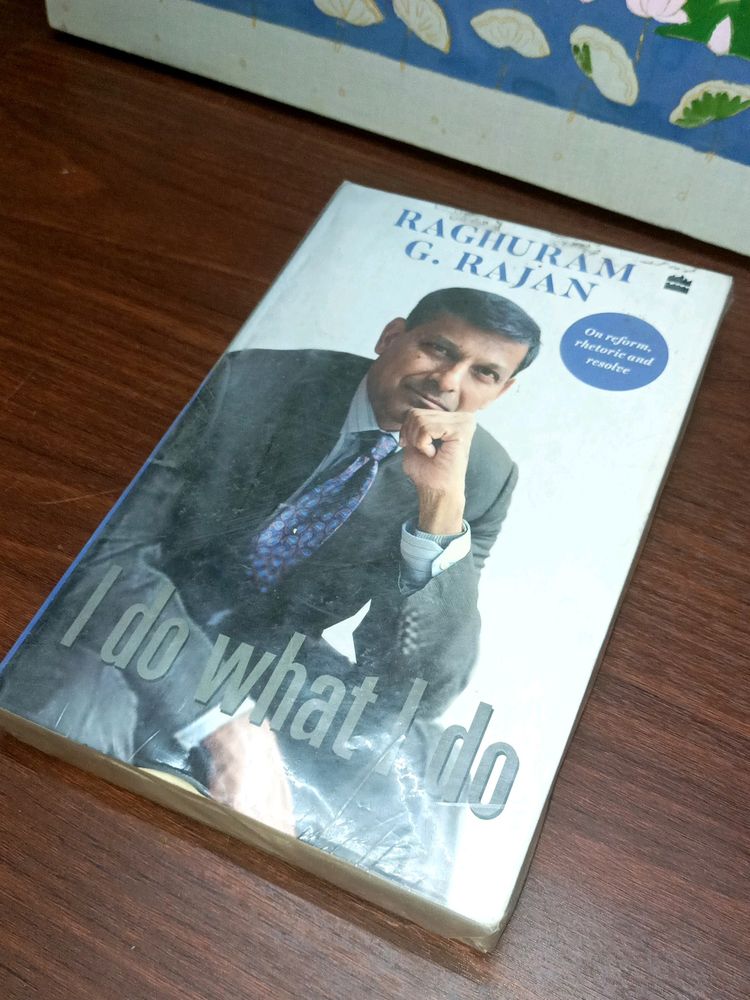 RAGHURAM
G. RAJAN
On reform,
rhetoric and
resolve
I do what I do